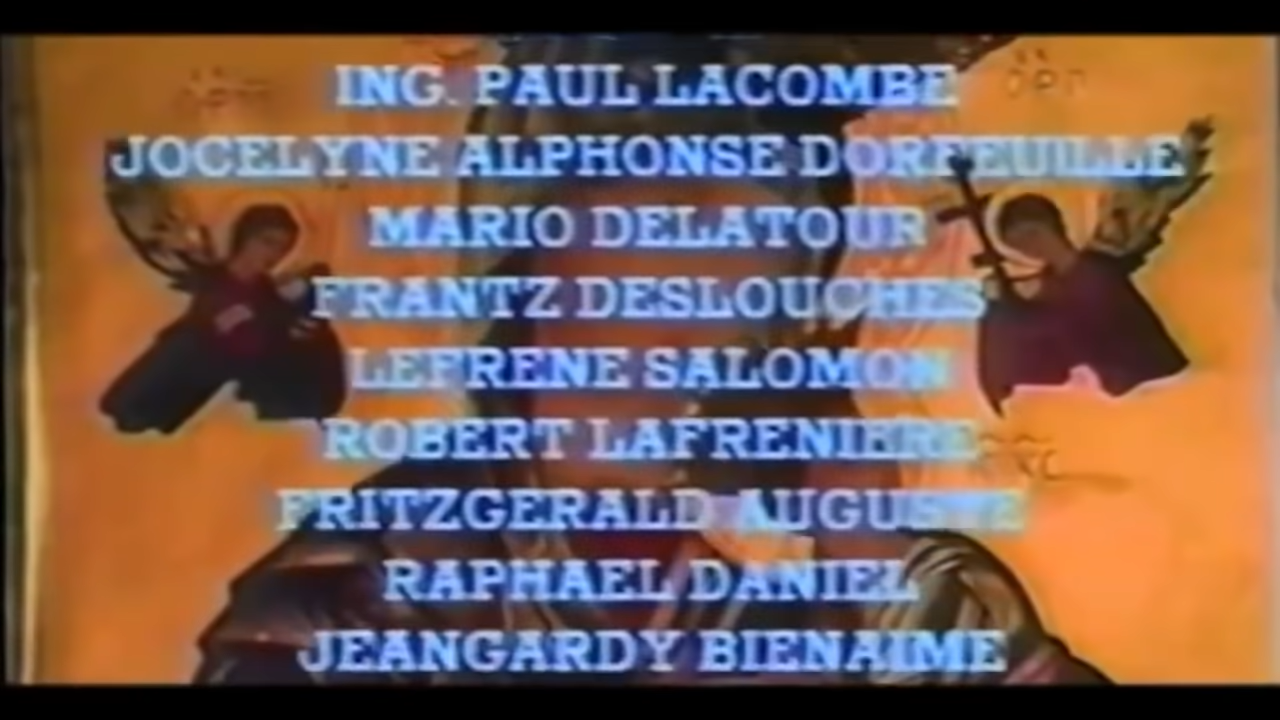 ING. PAUL LACOMBE
JOCELYNE ALPHONSE DORFEUILLE
MARIO DELATOUR
FRANTZ DESLOUCHES
LEFRENE SALOMON
ROBERT LAFRENIERE
FRITZGERALD AUGUSTE
RAPHAEL DANIEL
JEANGARDY BIENAIME